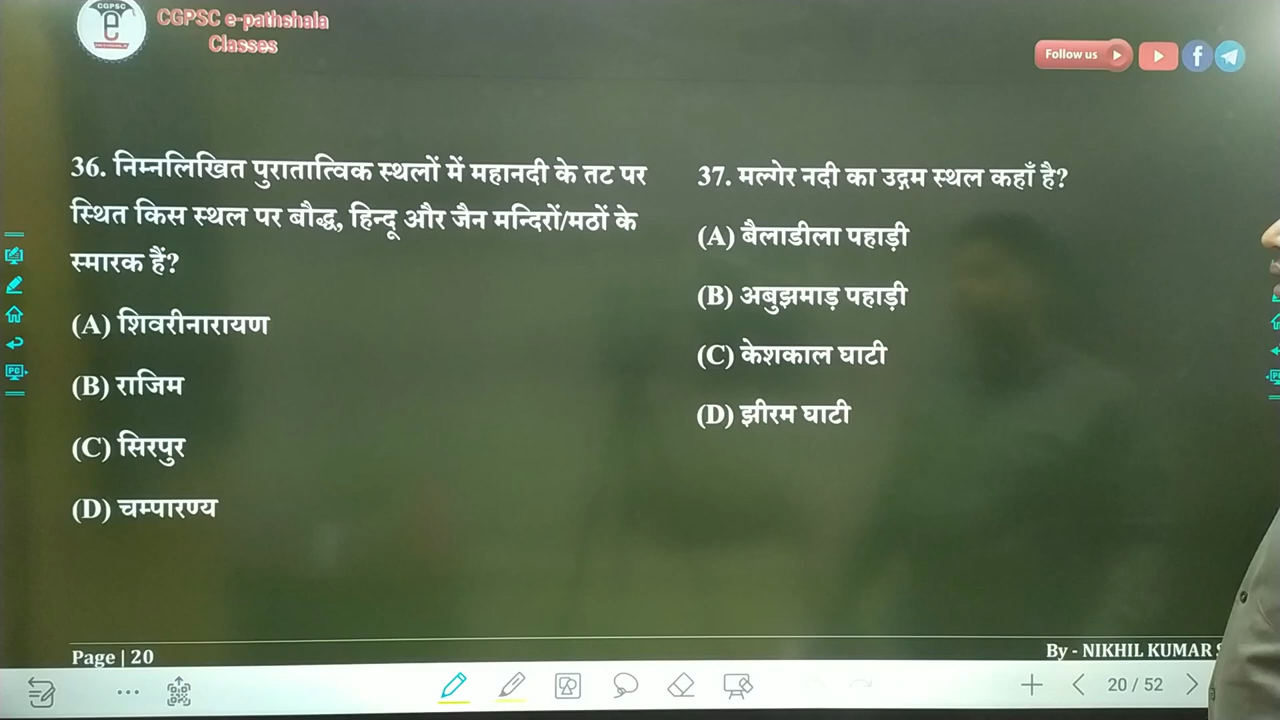 CGPSC
e
CGPSC e-pathshala
Classes
Follow us
36. निम्नलिखित पुरातात्विक स्थलों में महानदी के तट पर
स्थित किस स्थल पर बौद्ध, हिन्दू और जैन मन्दिरों/मठों के
स्मारक हैं?
(A) शिवरीनारायण
(B) राजिम
(C) सिरपुर
(D) चम्पारण्य
37. मल्गेर नदी का उद्गम स्थल कहाँ है?
(A) बैलाडीला पहाड़ी
(B) अबुझमाड़ पहाड़ी
(C) केशकाल घाटी
(D) झीरम घाटी
PC
Page | 20
By - NIKHIL KUMAR
20 / 52